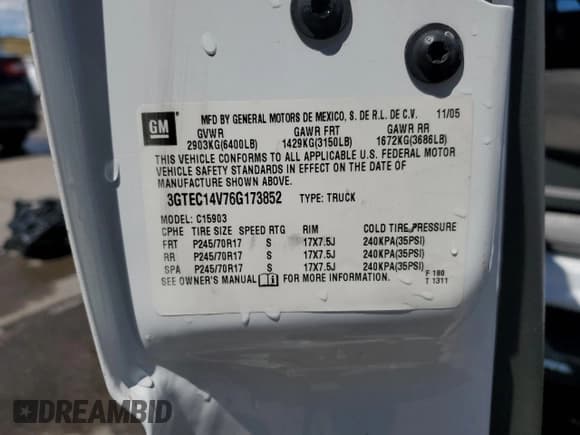 GM
MFD BY GENERAL MOTORS DE MEXICO, S. DE R.L. DE C.V. 11/05
GVWR GAWR FRT GAWR RR
2903KG(6400LB) 1429KG(3150LB) 1672KG(3686LB)
THIS VEHICLE CONFORMS TO ALL APPLICABLE U.S. FEDERAL MOTOR
VEHICLE SAFETY STANDARDS IN EFFECT ON THE DATE OF
MANUFACTURE SHOWN ABOVE.
3GTEC14V76G173852 TYPE: TRUCK
MODEL: C15903
CPHE TIRE SIZE SPEED RTG RIM COLD TIRE PRESSURE
FRT P245/70R17 S 17X7.5J 240KPA(35PSI)
RR P245/70R17 S 17X7.5J 240KPA(35PSI)
SPA P245/70R17 S 17X7.5J 240KPA(35PSI)
SEE OWNER'S MANUAL FOR MORE INFORMATION.
F 180
T 1311
DREAMBID